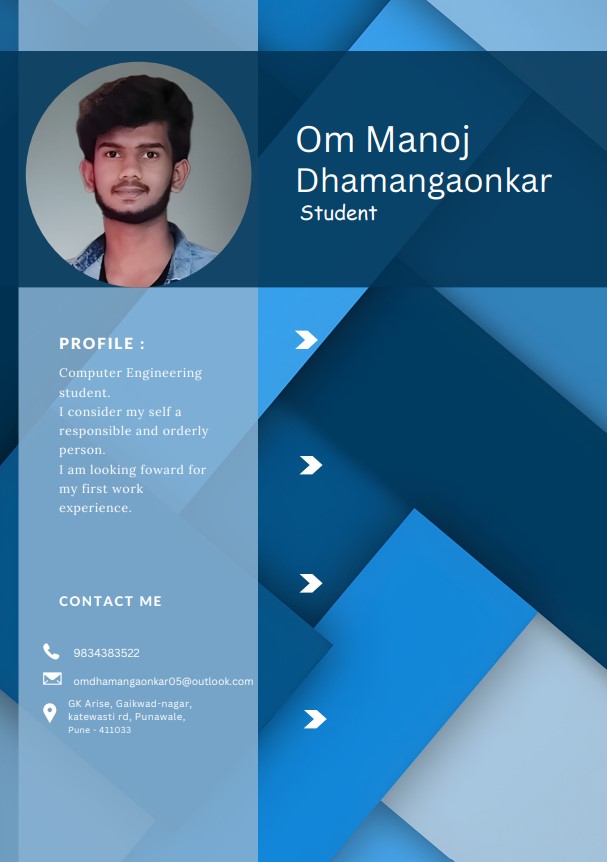 Om Manoj
Dhamangaonkar
Student
PROFILE :
Computer Engineering
student.
I consider my self a
responsible and orderly
person.
I am looking foward for
my first work
experience.
CONTACT ME
9834383522
omdhamangaonkar05@outlook.com
GK Arise, Gaikwad-nagar,
katewasti rd, Punawale,
Pune - 411033